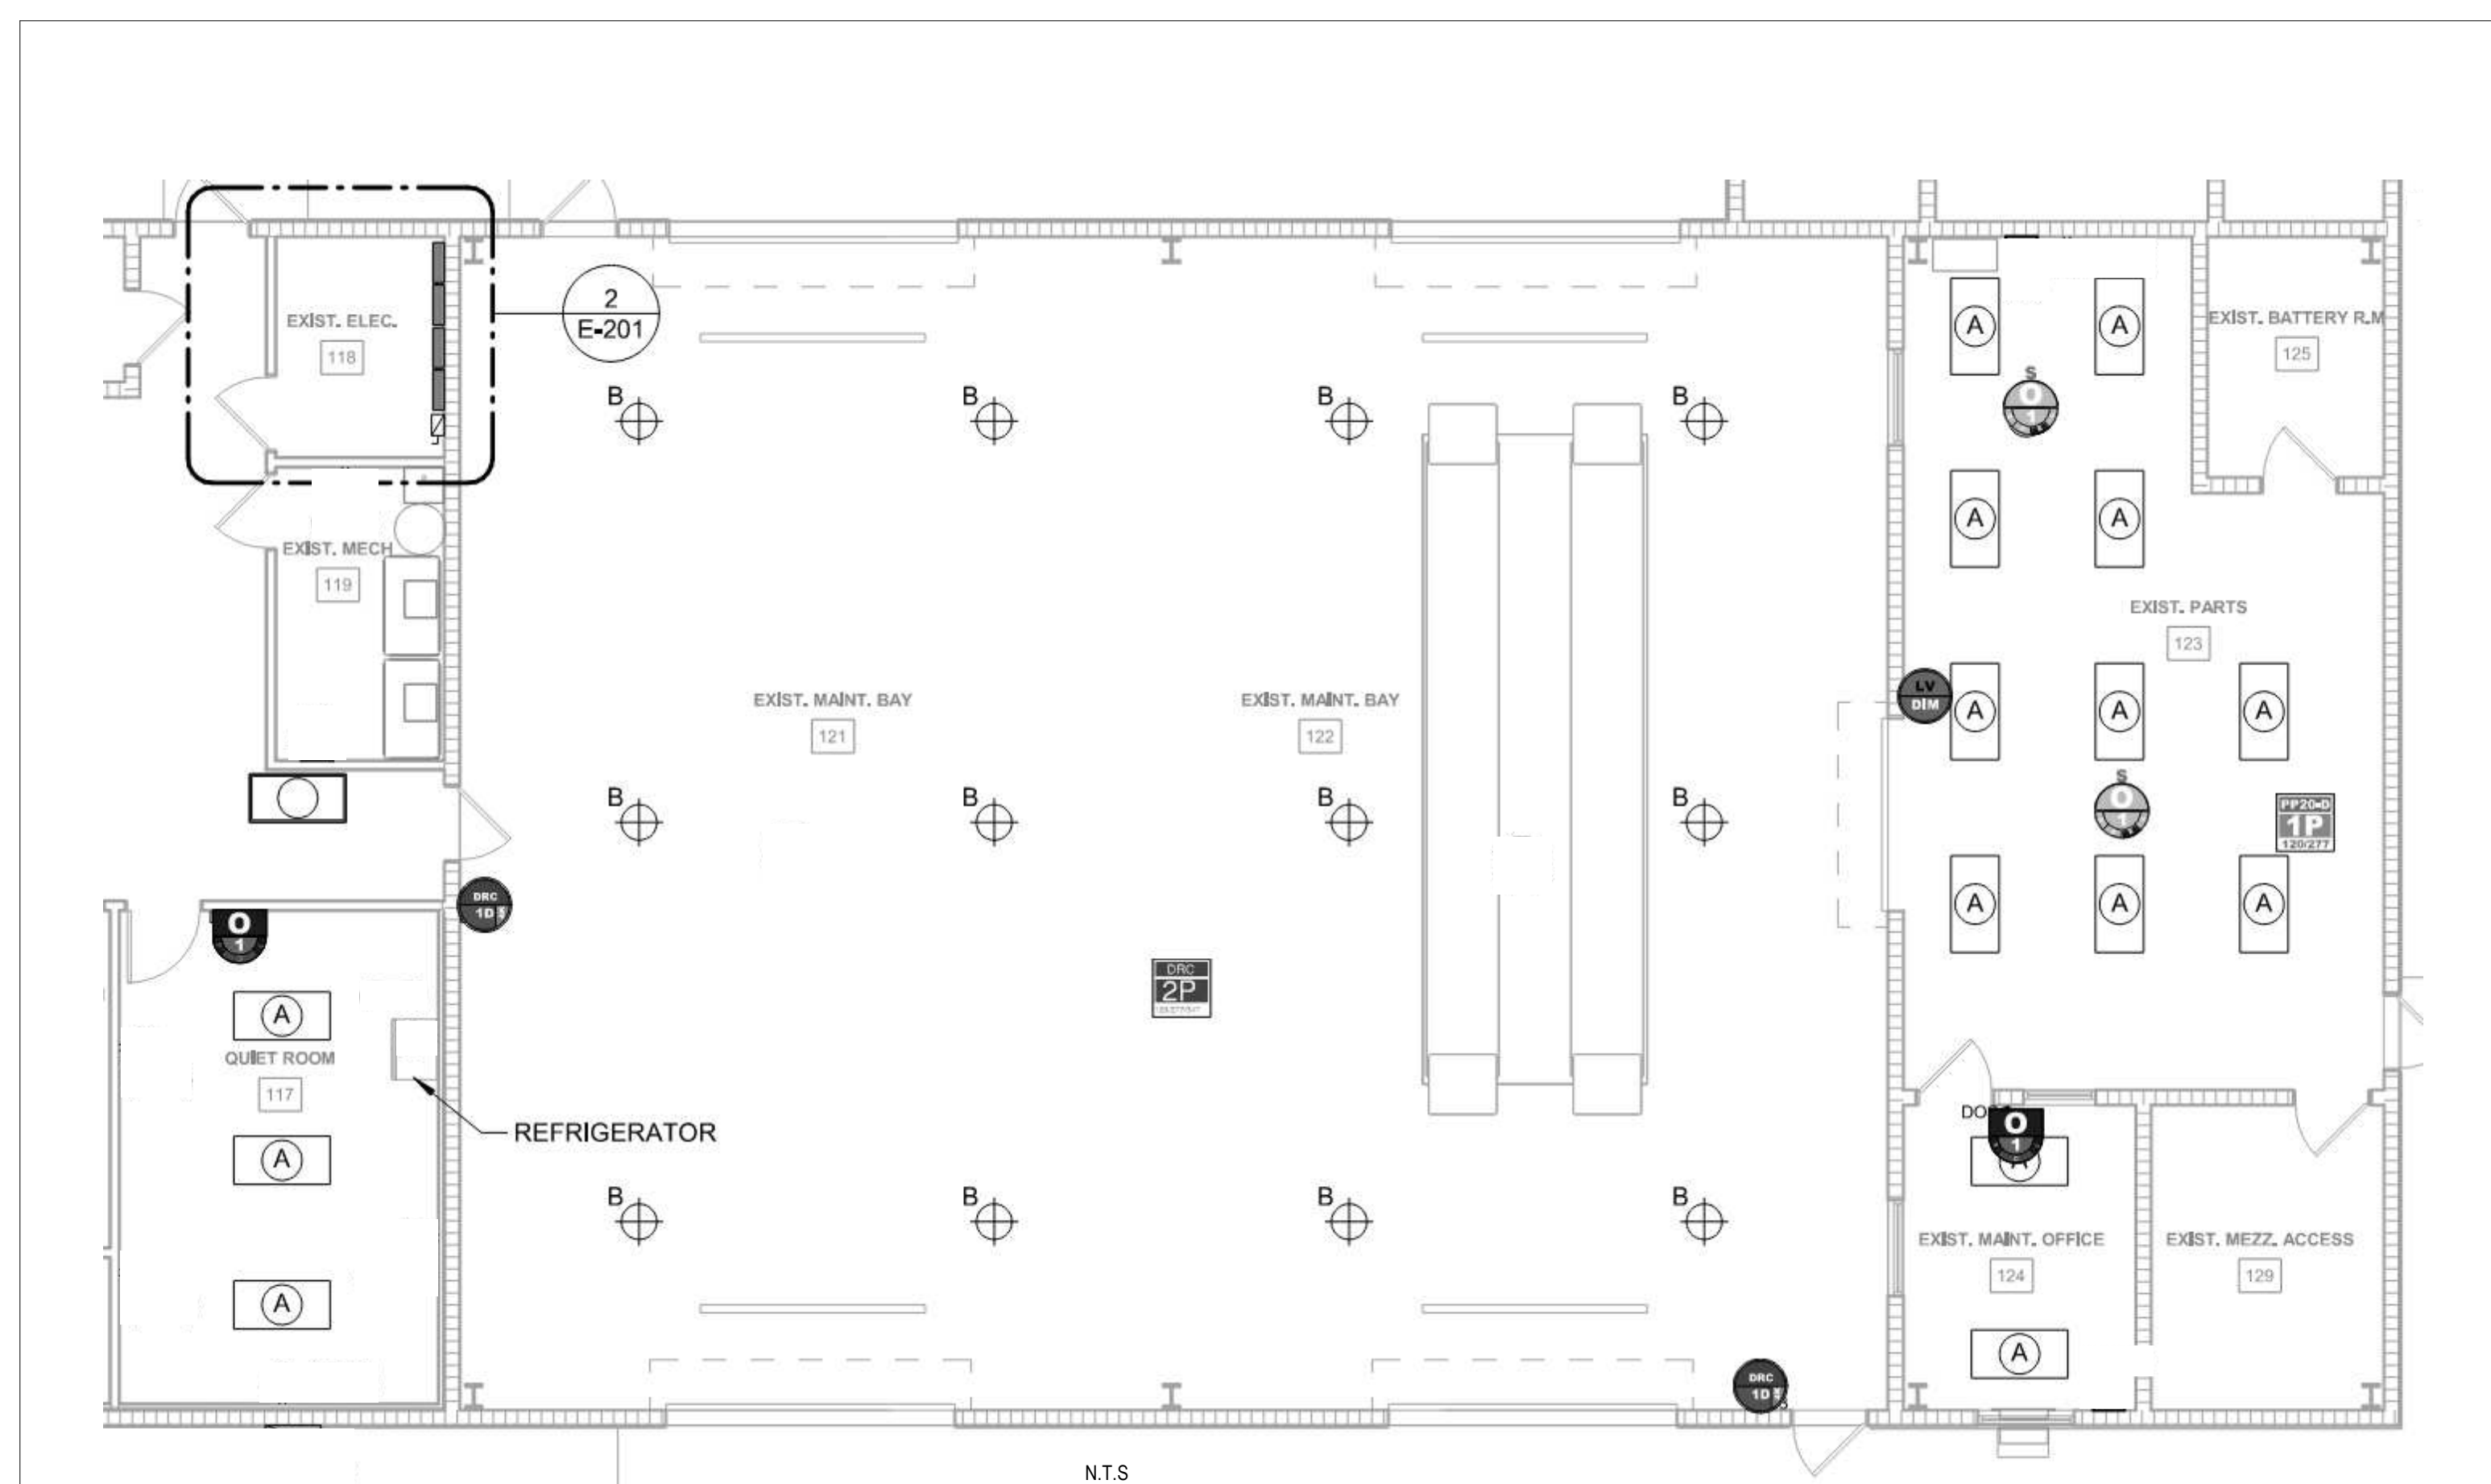 2
E-201
EXIST. ELEC.
118
EXIST. BATTERY R.M
125
A
A
S
O
1
B
B
B
B
A
A
EXIST. MECH
119
EXIST. PARTS
123
EXIST. MAINT. BAY
121
EXIST. MAINT. BAY
122
LV
DIM
A
A
A
S
O
1
B
B
B
B
PP20-D
1P
120/277
DRC
1D
A
A
A
O
1
DRC
2P
A
QUIET ROOM
117
REFRIGERATOR
A
DO
O
1
A
B
B
B
B
EXIST. MAINT. OFFICE
124
EXIST. MEZZ. ACCESS
129
A
A
DRC
1D
N.T.S